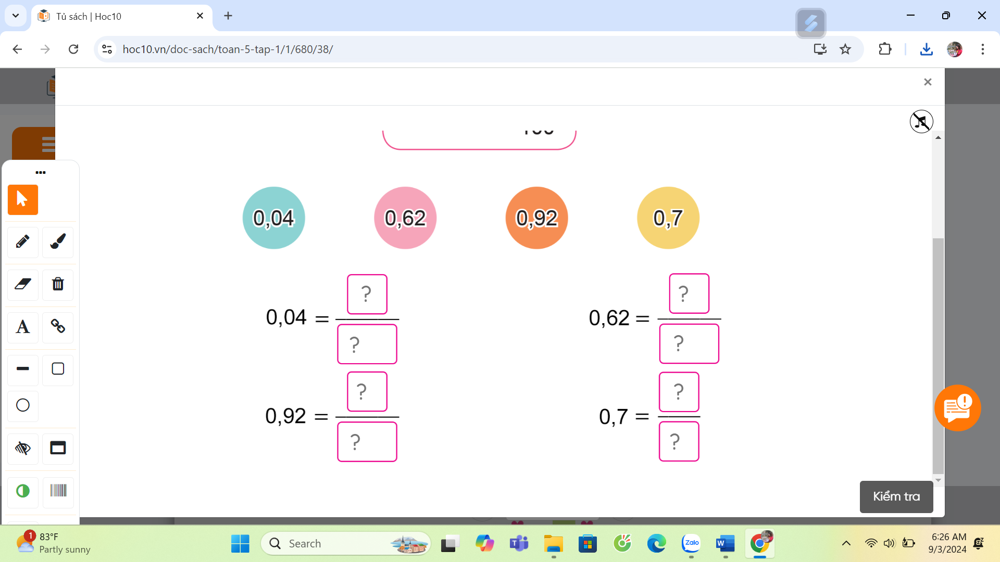 Tủ sách | Hoc10
hoc10.vn/doc-sach/toan-5-tap-1/1/680/38/
0,04
0,62
0,92
0,7
0,04 = ? / ?
0,62 = ? / ?
0,92 = ? / ?
0,7 = ? / ?
A
Kiểm tra
1
83°F
Partly sunny
Search
Zalo
6:26 AM
9/3/2024